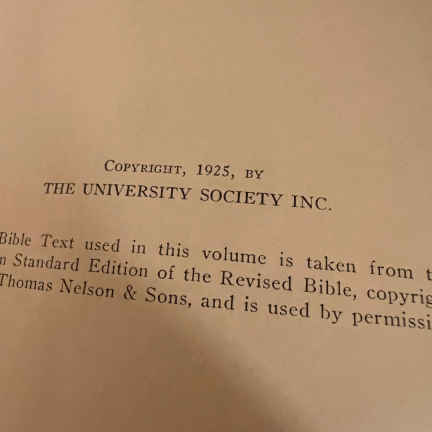 Copyright, 1925, by
THE UNIVERSITY SOCIETY INC.
Bible Text used in this volume is taken from t
n Standard Edition of the Revised Bible, copyrig
Thomas Nelson & Sons, and is used by permissi